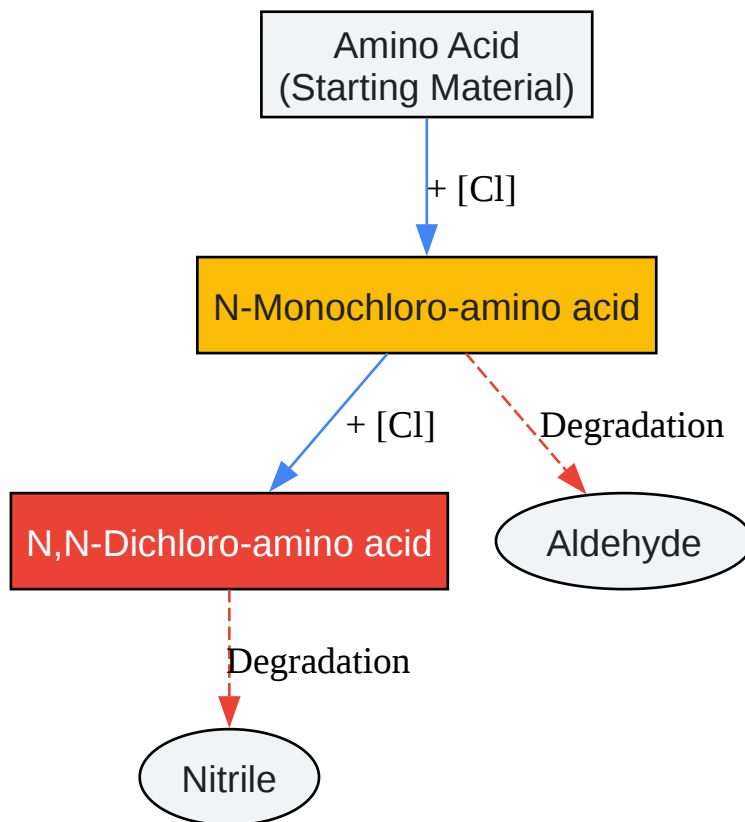 Amino Acid
(Starting Material)
+ [Cl]
N-Monochloro-amino acid
+ [Cl]
Degradation
N,N-Dichloro-amino acid
Aldehyde
Degradation
Nitrile